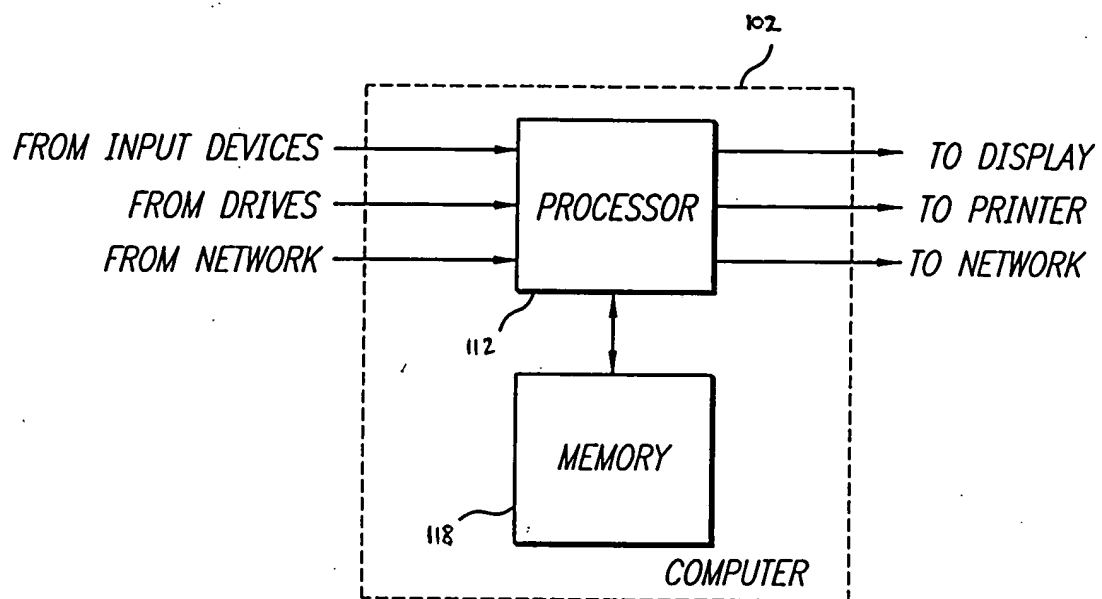 102
FROM INPUT DEVICES
TO DISPLAY
FROM DRIVES
PROCESSOR
TO PRINTER
FROM NETWORK
TO NETWORK
112
MEMORY
118
COMPUTER